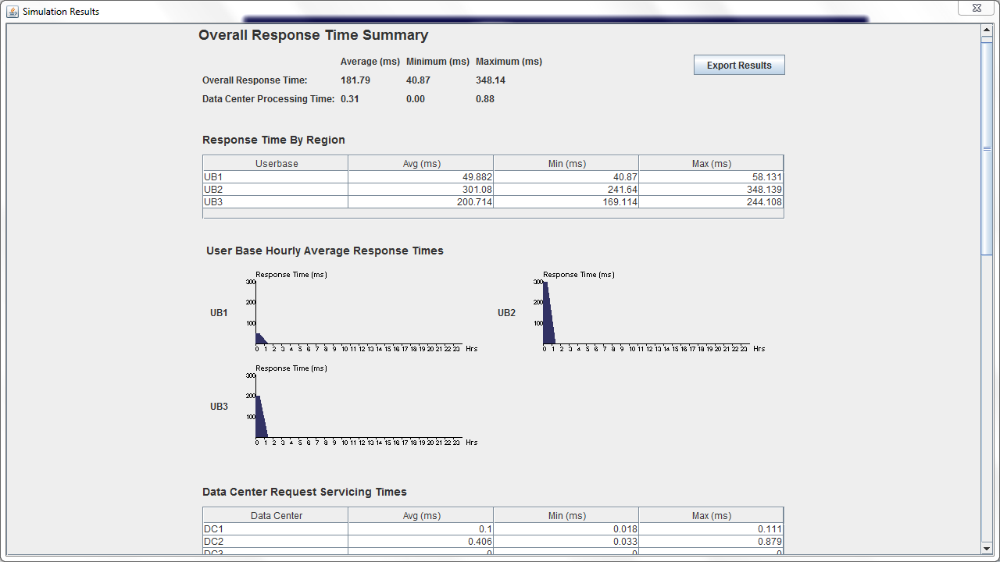 Simulation Results
Overall Response Time Summary
Average (ms) Minimum (ms) Maximum (ms)
Export Results
Overall Response Time: 181.79 40.87 348.14
Data Center Processing Time: 0.31 0.00 0.88
Response Time By Region
Userbase Avg (ms) Min (ms) Max (ms)
UB1 49.882 40.87 58.131
UB2 301.08 241.64 348.139
UB3 200.714 169.114 244.108
User Base Hourly Average Response Times
Response Time (ms)
300
200
UB1
100
0 1 2 3 4 5 6 7 8 9 10 11 12 13 14 15 16 17 18 19 20 21 22 23 Hrs
Response Time (ms)
300
200
UB2
100
0 1 2 3 4 5 6 7 8 9 10 11 12 13 14 15 16 17 18 19 20 21 22 23 Hrs
Response Time (ms)
300
200
UB3
100
0 1 2 3 4 5 6 7 8 9 10 11 12 13 14 15 16 17 18 19 20 21 22 23 Hrs
Data Center Request Servicing Times
Data Center Avg (ms) Min (ms) Max (ms)
DC1 0.1 0.018 0.111
DC2 0.406 0.033 0.879
DC3 0 0 0